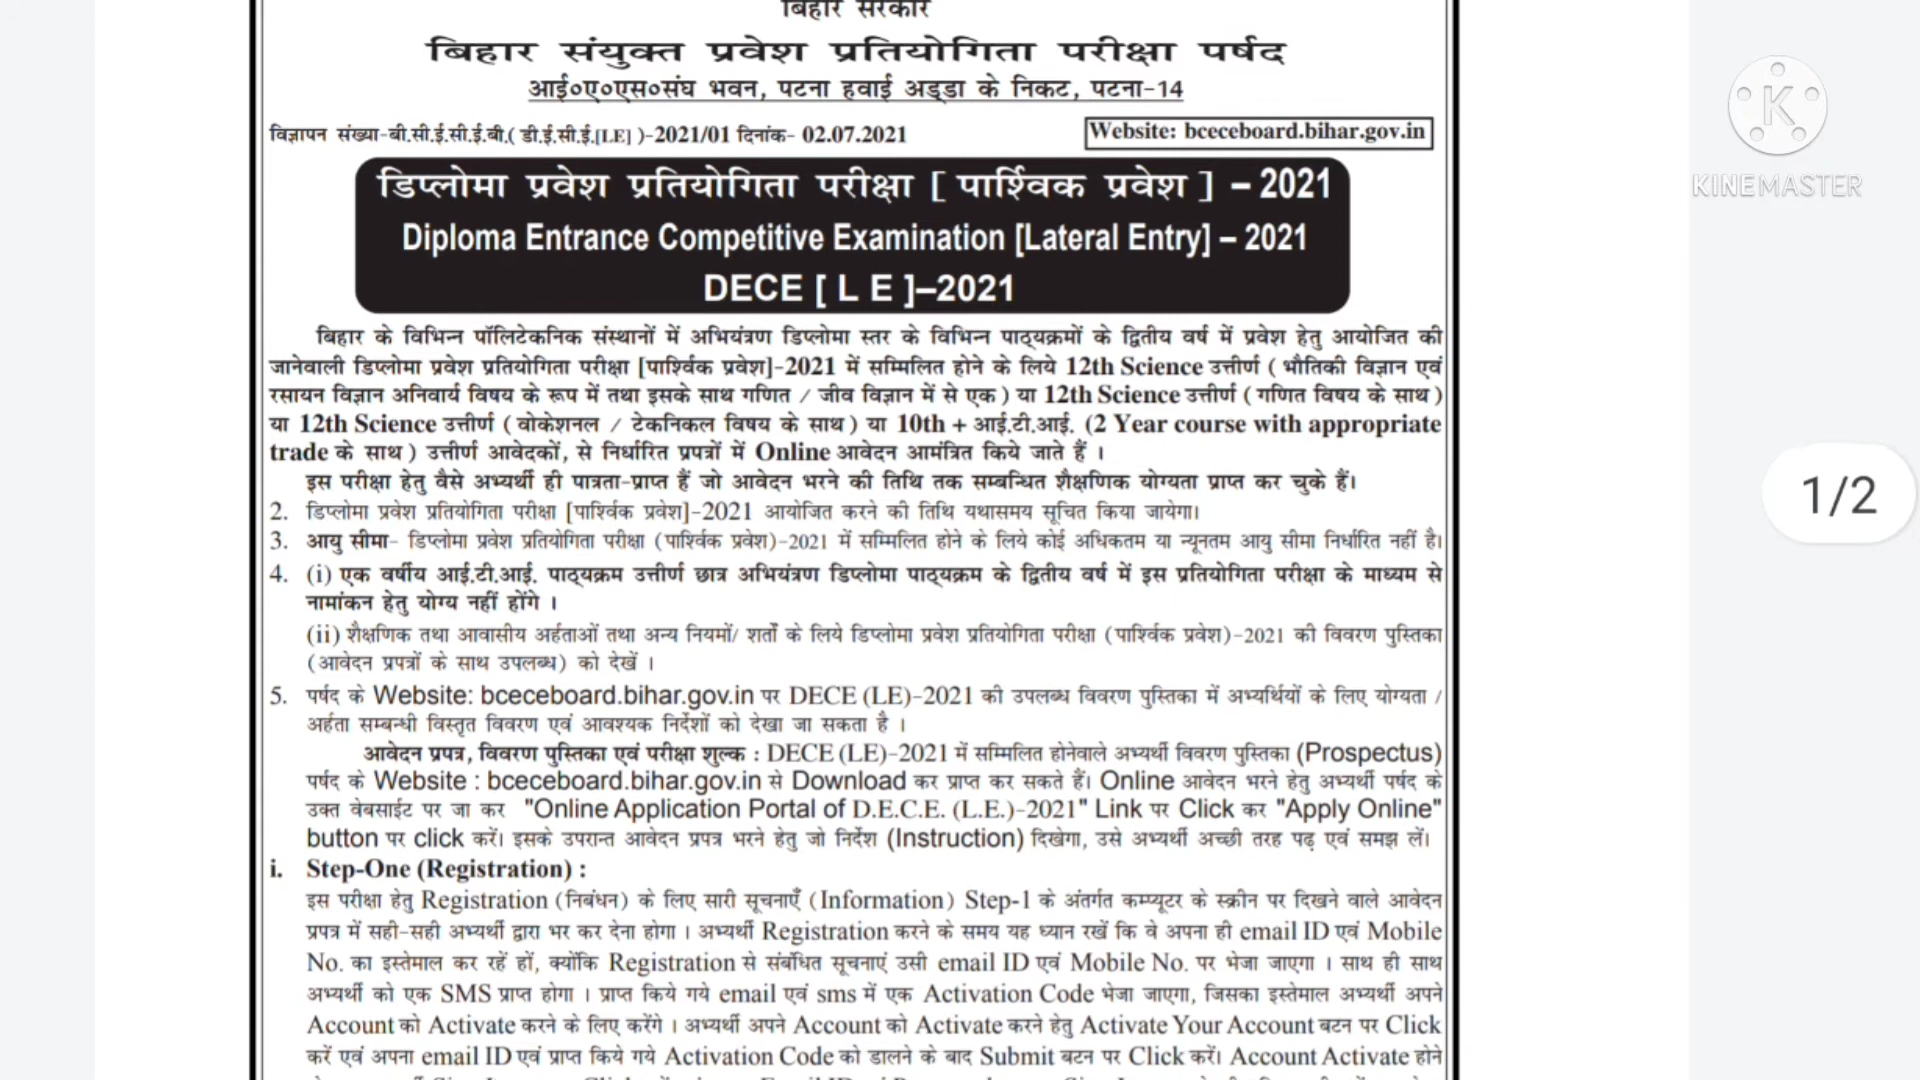 बिहार सरकार
बिहार संयुक्त प्रवेश प्रतियोगिता परीक्षा पर्षद
आई०ए०एस०संघ भवन, पटना हवाई अड्डा के निकट, पटना-14
विज्ञापन संख्या-बी.सी.ई.सी.ई.बी.( डी.ई.सी.ई.[LE] )-2021/01 दिनांक- 02.07.2021
Website: bceceboard.bihar.gov.in
डिप्लोमा प्रवेश प्रतियोगिता परीक्षा [ पार्श्विक प्रवेश ] – 2021
Diploma Entrance Competitive Examination [Lateral Entry] – 2021
DECE [ L E ]–2021
बिहार के विभिन्न पॉलिटेकनिक संस्थानों में अभियंत्रण डिप्लोमा स्तर के विभिन्न पाठ्यक्रमों के द्वितीय वर्ष में प्रवेश हेतु आयोजित की
जानेवाली डिप्लोमा प्रवेश प्रतियोगिता परीक्षा [पार्श्विक प्रवेश]-2021 में सम्मिलित होने के लिये 12th Science उत्तीर्ण ( भौतिकी विज्ञान एवं
रसायन विज्ञान अनिवार्य विषय के रूप में तथा इसके साथ गणित / जीव विज्ञान में से एक ) या 12th Science उत्तीर्ण ( गणित विषय के साथ )
या 12th Science उत्तीर्ण ( वोकेशनल / टेकनिकल विषय के साथ ) या 10th + आई.टी.आई. (2 Year course with appropriate
trade के साथ ) उत्तीर्ण आवेदकों, से निर्धारित प्रपत्रों में Online आवेदन आमंत्रित किये जाते हैं ।
इस परीक्षा हेतु वैसे अभ्यर्थी ही पात्रता-प्राप्त हैं जो आवेदन भरने की तिथि तक सम्बन्धित शैक्षणिक योग्यता प्राप्त कर चुके हैं।
2. डिप्लोमा प्रवेश प्रतियोगिता परीक्षा [पार्श्विक प्रवेश]-2021 आयोजित करने की तिथि यथासमय सूचित किया जायेगा।
3. आयु सीमा- डिप्लोमा प्रवेश प्रतियोगिता परीक्षा (पार्श्विक प्रवेश)-2021 में सम्मिलित होने के लिये कोई अधिकतम या न्यूनतम आयु सीमा निर्धारित नहीं है।
4. (i) एक वर्षीय आई.टी.आई. पाठ्यक्रम उत्तीर्ण छात्र अभियंत्रण डिप्लोमा पाठ्यक्रम के द्वितीय वर्ष में इस प्रतियोगिता परीक्षा के माध्यम से
नामांकन हेतु योग्य नहीं होंगे ।
(ii) शैक्षणिक तथा आवासीय अर्हताओं तथा अन्य नियमों/ शर्तों के लिये डिप्लोमा प्रवेश प्रतियोगिता परीक्षा (पार्श्विक प्रवेश)-2021 की विवरण पुस्तिका
(आवेदन प्रपत्रों के साथ उपलब्ध) को देखें ।
5. पर्षद के Website: bceceboard.bihar.gov.in पर DECE (LE)-2021 की उपलब्ध विवरण पुस्तिका में अभ्यर्थियों के लिए योग्यता /
अर्हता सम्बन्धी विस्तृत विवरण एवं आवश्यक निर्देशों को देखा जा सकता है ।
आवेदन प्रपत्र, विवरण पुस्तिका एवं परीक्षा शुल्क : DECE (LE)-2021 में सम्मिलित होनेवाले अभ्यर्थी विवरण पुस्तिका (Prospectus)
पर्षद के Website : bceceboard.bihar.gov.in से Download कर प्राप्त कर सकते हैं। Online आवेदन भरने हेतु अभ्यर्थी पर्षद के
उक्त वेबसाईट पर जा कर "Online Application Portal of D.E.C.E. (L.E.)-2021" Link पर Click कर "Apply Online"
button पर click करें। इसके उपरान्त आवेदन प्रपत्र भरने हेतु जो निर्देश (Instruction) दिखेगा, उसे अभ्यर्थी अच्छी तरह पढ़ एवं समझ लें।
i. Step-One (Registration) :
इस परीक्षा हेतु Registration (निबंधन) के लिए सारी सूचनाएँ (Information) Step-1 के अंतर्गत कम्प्यूटर के स्क्रीन पर दिखने वाले आवेदन
प्रपत्र में सही-सही अभ्यर्थी द्वारा भर कर देना होगा । अभ्यर्थी Registration करने के समय यह ध्यान रखें कि वे अपना ही email ID एवं Mobile
No. का इस्तेमाल कर रहें हों, क्योंकि Registration से संबंधित सूचनाएं उसी email ID एवं Mobile No. पर भेजा जाएगा । साथ ही साथ
अभ्यर्थी को एक SMS प्राप्त होगा । प्राप्त किये गये email एवं sms में एक Activation Code भेजा जाएगा, जिसका इस्तेमाल अभ्यर्थी अपने
Account को Activate करने के लिए करेंगे । अभ्यर्थी अपने Account को Activate करने हेतु Activate Your Account बटन पर Click
करें एवं अपना email ID एवं प्राप्त किये गये Activation Code को डालने के बाद Submit बटन पर Click करें। Account Activate होने
K
KINEMASTER
1/2